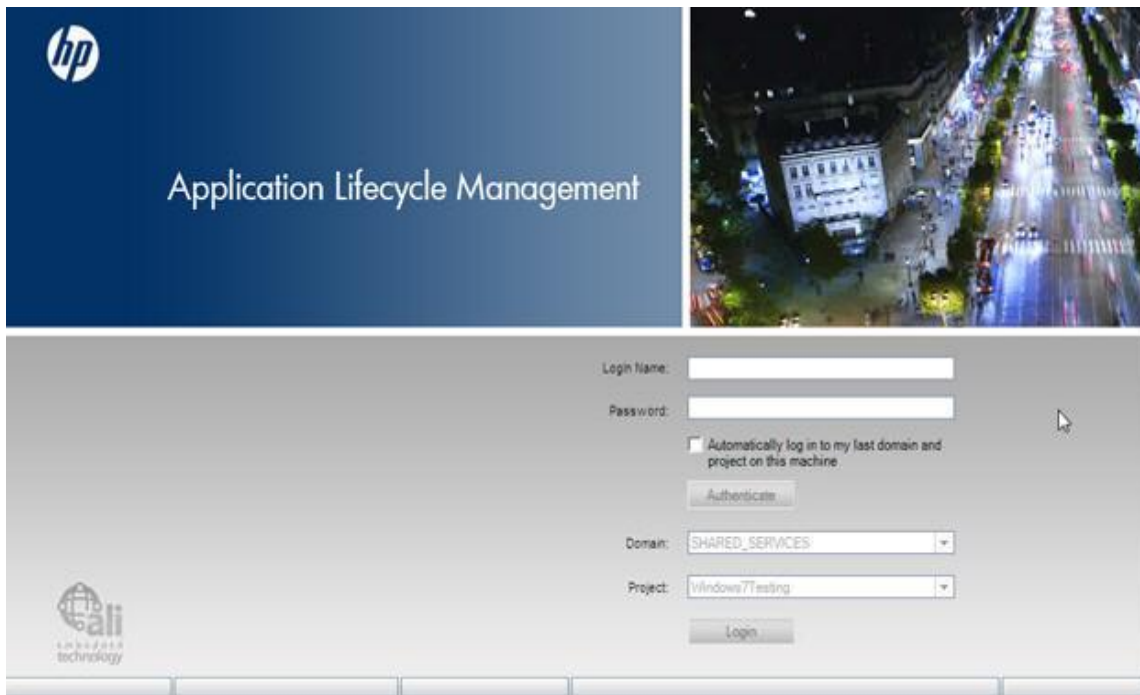 hp
Application Lifecycle Management
Login Name:
Password:
Automatically log in to my last domain and
project on this machine
Authenticate
Domain: SHARED_SERVICES
Project: Windows7Testing
Login
ali
embedded
technology